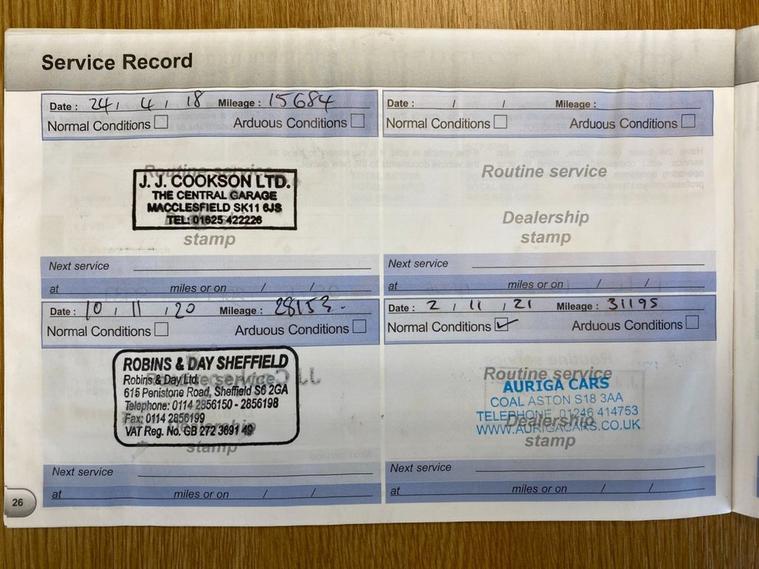 Service Record
Date : 24 / 4 / 18 Mileage : 15684
Normal Conditions Arduous Conditions
Routine service
J. J. COOKSON LTD.
THE CENTRAL GARAGE
MACCLESFIELD SK11 6JS
TEL: 01625 422226
stamp
Next service
at miles or on / /
Date : / / Mileage :
Normal Conditions Arduous Conditions
Routine service
Dealership
stamp
Next service
at miles or on / /
Date : 10 / 11 / 20 Mileage : 28153 -
Normal Conditions Arduous Conditions
ROBINS & DAY SHEFFIELD
Robins & Day Ltd.
Routine service
615 Penistone Road, Sheffield S6 2GA
Telephone: 0114 2856150 - 2856198
Fax: 0114 2856199
Dealership
VAT Reg. No. GB 272 3691 49
stamp
Next service
at miles or on / /
Date : 2 / 11 / 21 Mileage : 31195
Normal Conditions ✓ Arduous Conditions
Routine service
AURIGA CARS
COAL ASTON S18 3AA
TELEPHONE 01246 414753
Dealership
WWW.AURIGACARS.CO.UK
stamp
Next service
at miles or on / /
26